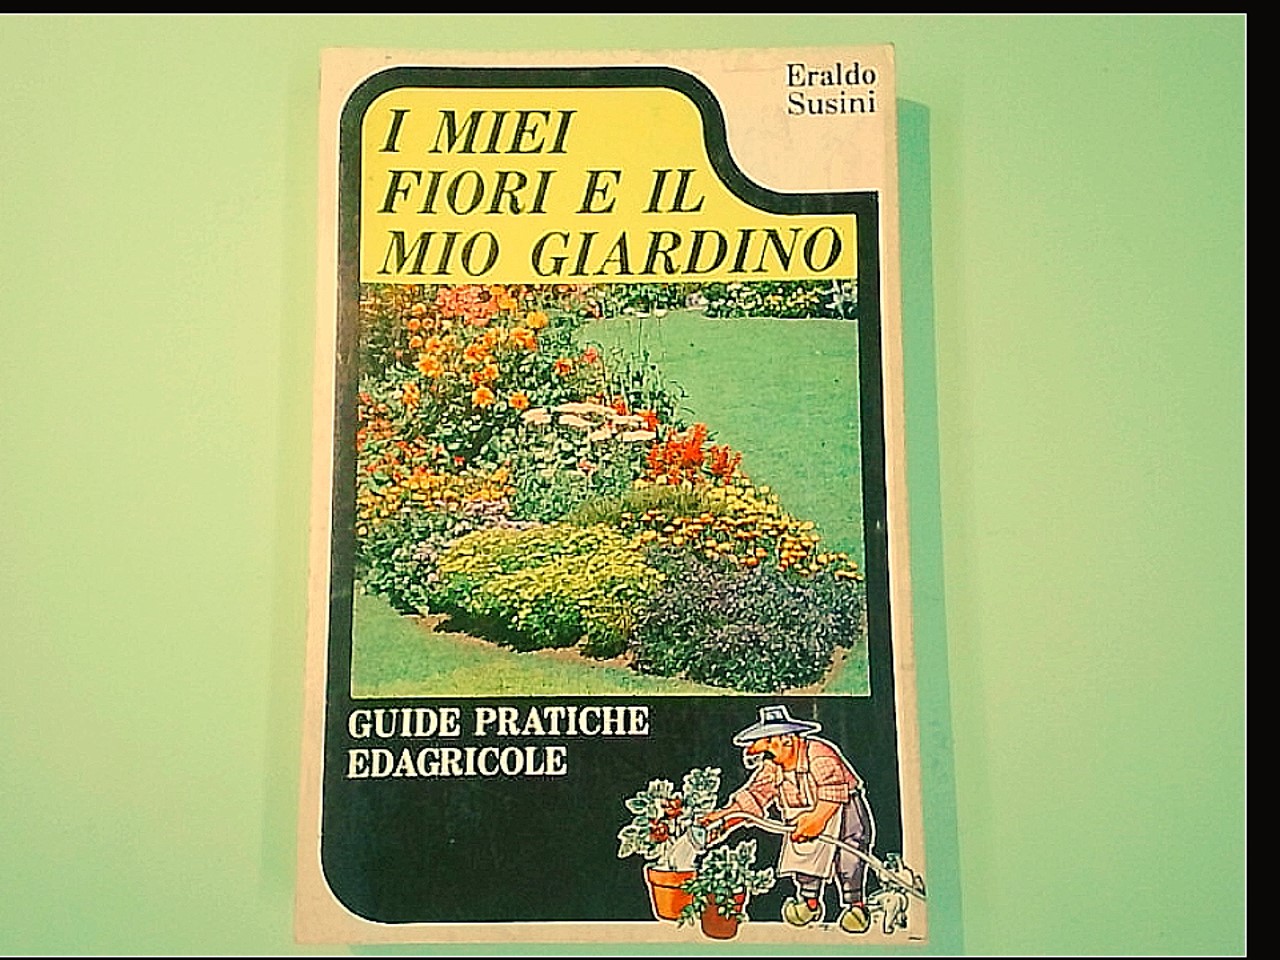 Eraldo
Susini
I MIEI
FIORI E IL
MIO GIARDINO
GUIDE PRATICHE
EDAGRICOLE